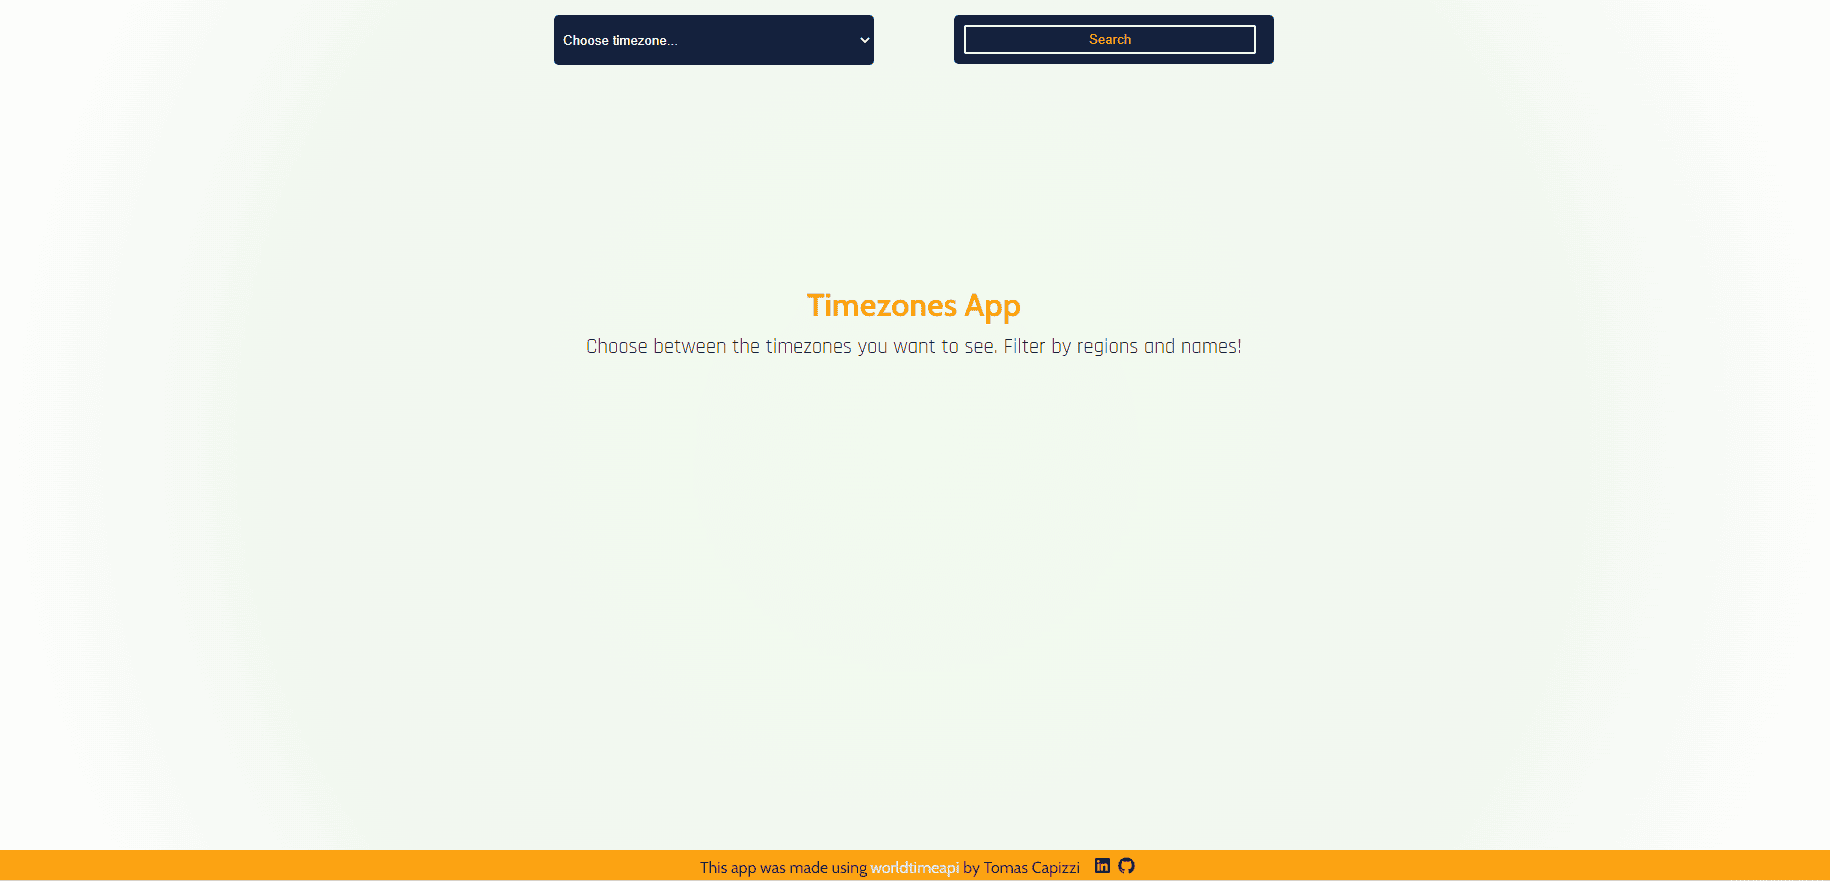 Choose timezone...
Search
Timezones App
Choose between the timezones you want to see. Filter by regions and names!
This app was made using worldtimeapi by Tomas Capizzi